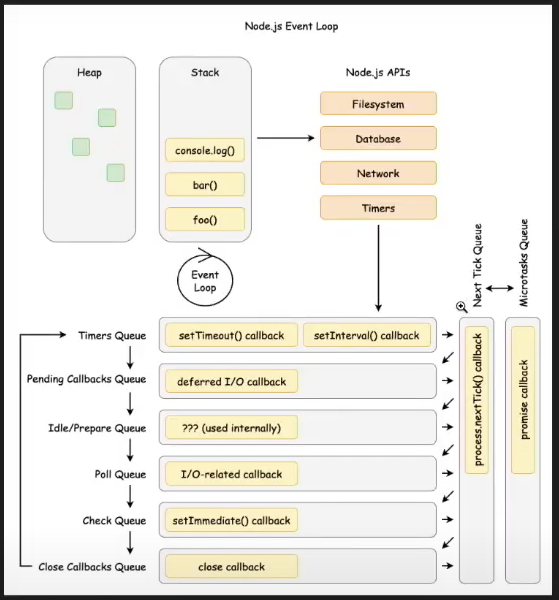 Node.js Event Loop
Heap
Stack
Node.js APIs
console.log()
bar()
foo()
Filesystem
Database
Network
Timers
Event
Loop
Next Tick Queue
Microtasks Queue
Timers Queue
setTimeout() callback
setInterval() callback
Pending Callbacks Queue
deferred I/O callback
Idle/Prepare Queue
??? (used internally)
Poll Queue
I/O-related callback
Check Queue
setImmediate() callback
Close Callbacks Queue
close callback
process.nextTick() callback
promise callback